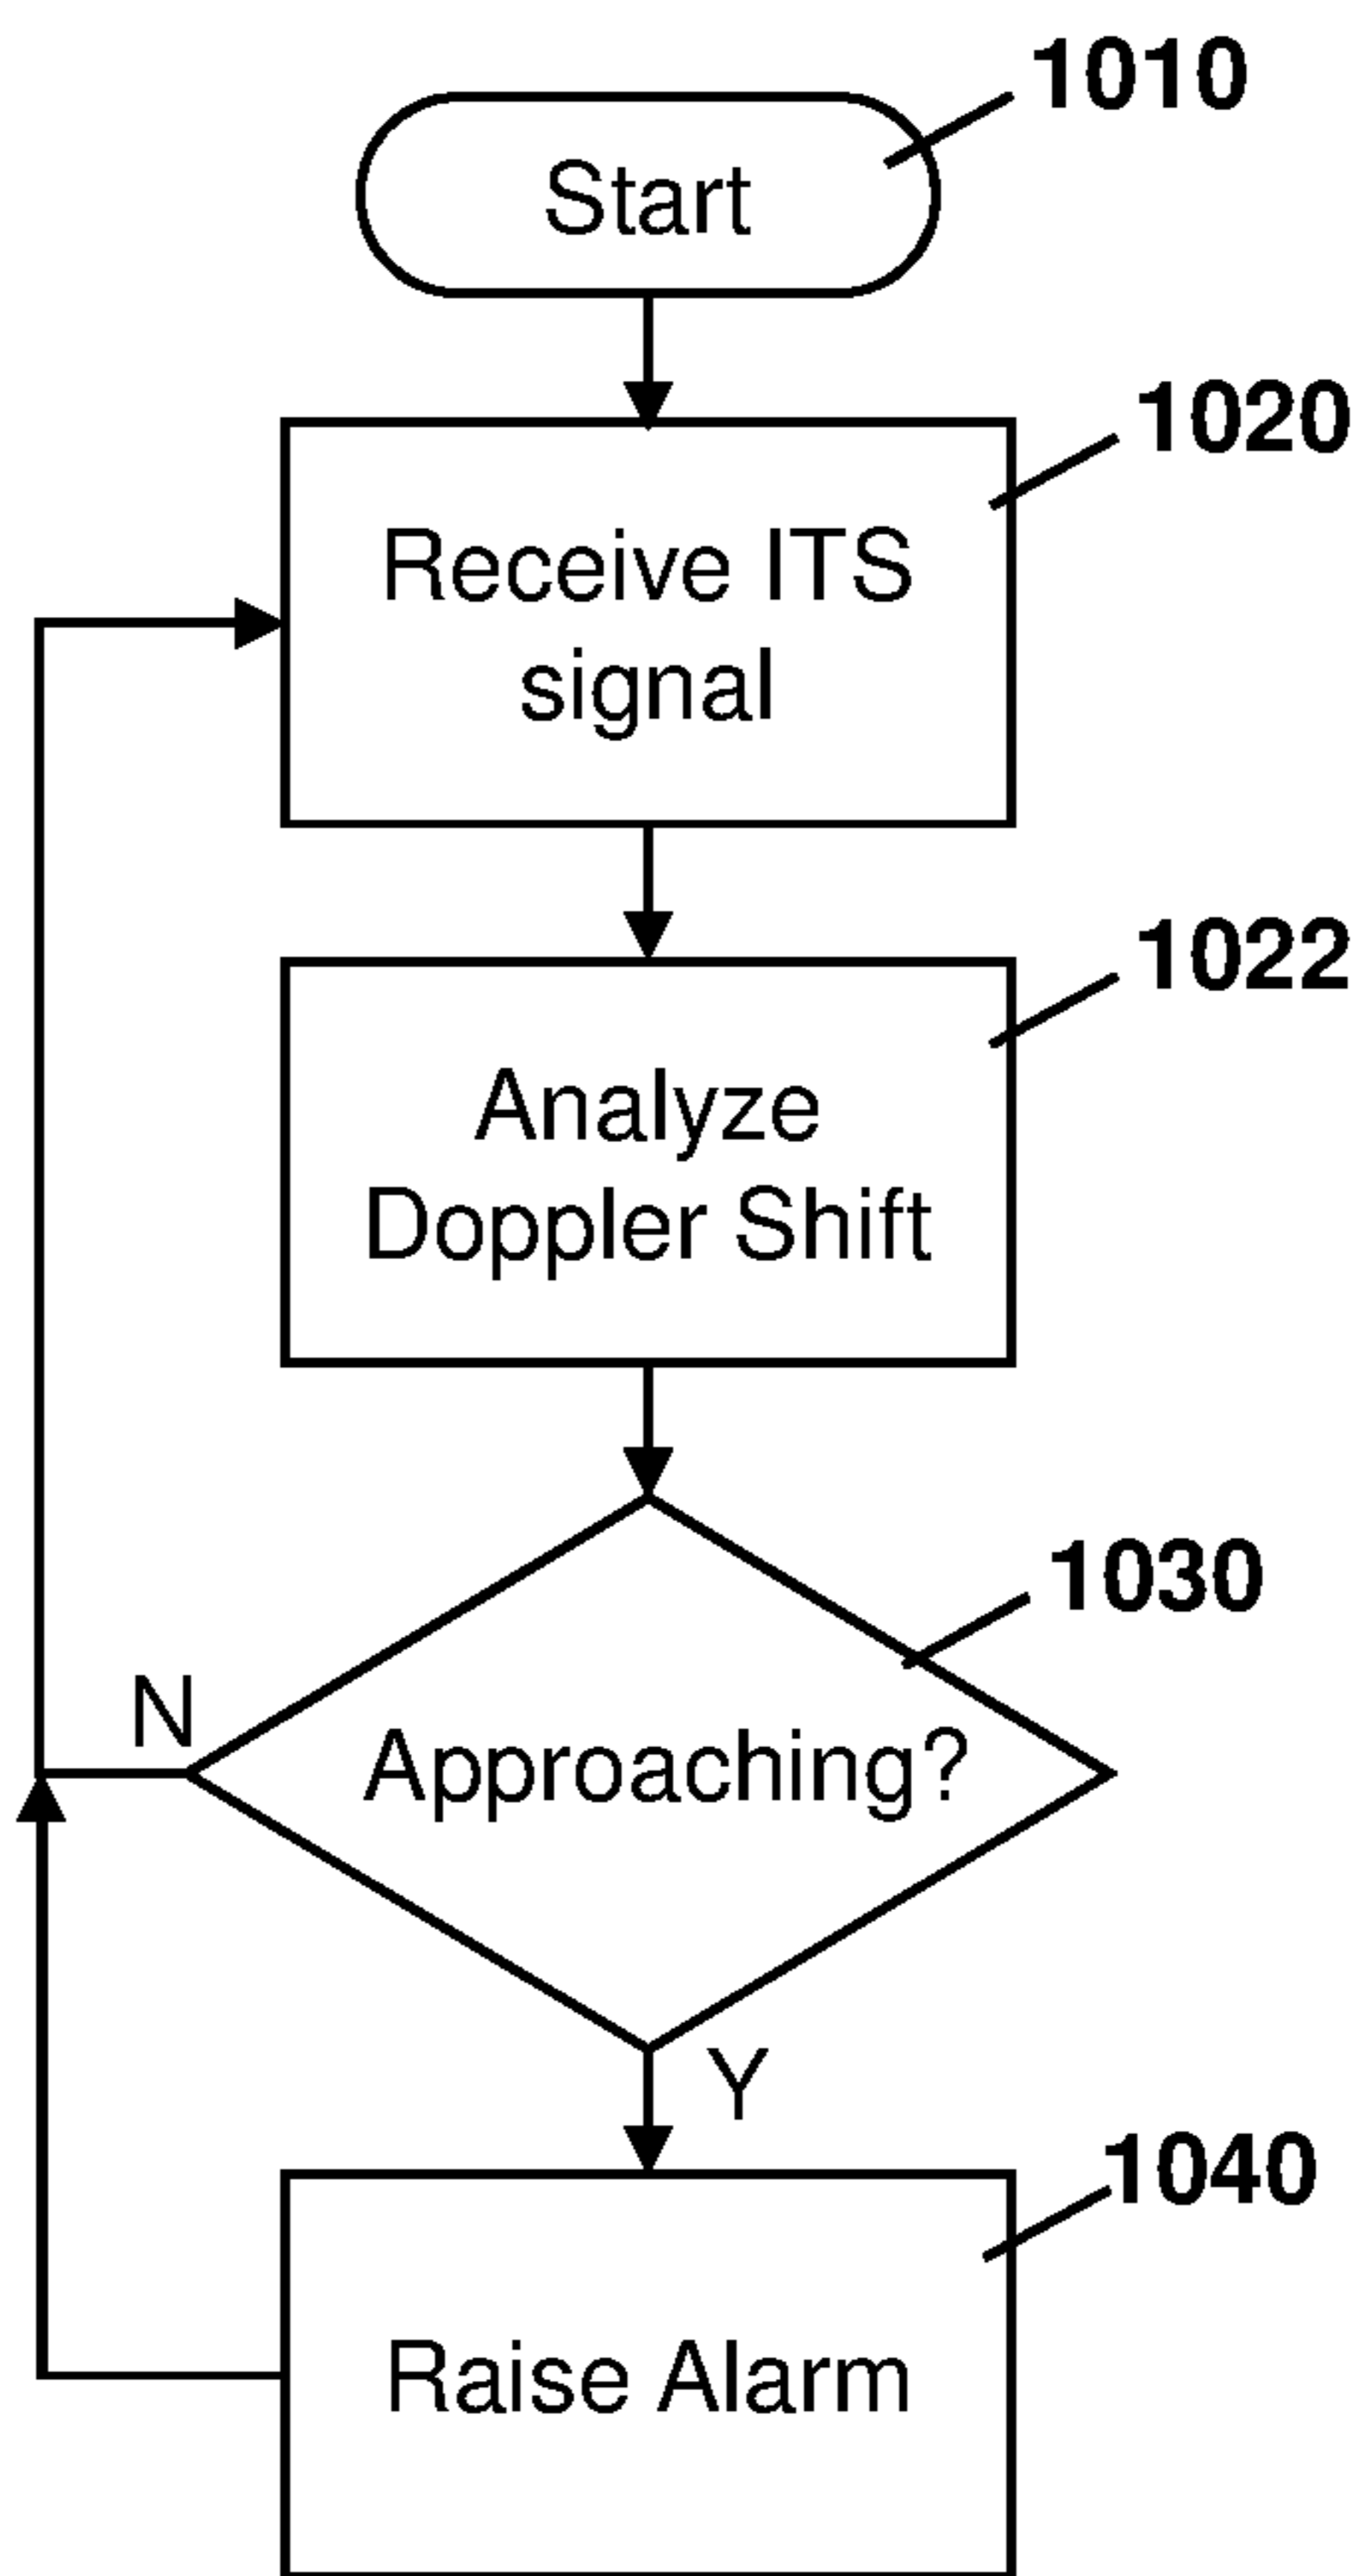 1010
Start
1020
Receive ITS
signal
1022
Analyze
Doppler Shift
1030
N
Approaching?
Y
1040
Raise Alarm